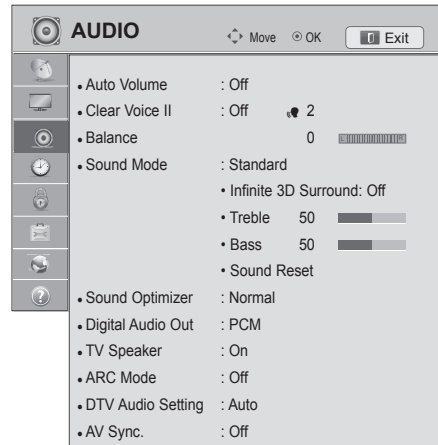 AUDIO Move OK Exit
• Auto Volume : Off
• Clear Voice II : Off 2
• Balance 0 L R
• Sound Mode : Standard
• Infinite 3D Surround: Off
• Treble 50
• Bass 50
• Sound Reset
• Sound Optimizer : Normal
• Digital Audio Out : PCM
• TV Speaker : On
• ARC Mode : Off
• DTV Audio Setting : Auto
• AV Sync. : Off